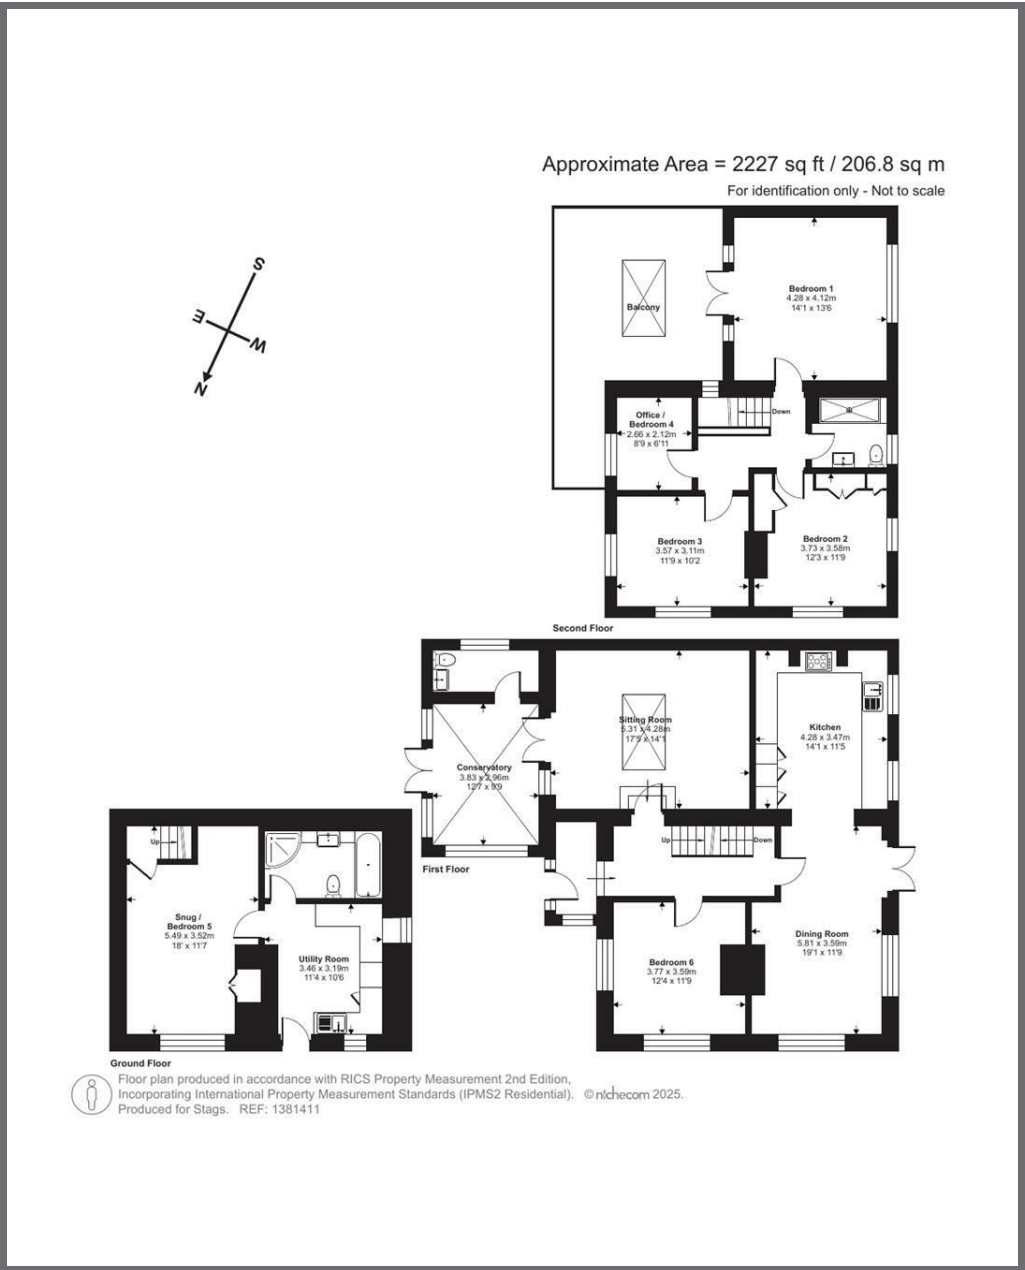 Approximate Area = 2227 sq ft / 206.8 sq m
For identification only - Not to scale
S
E
W
N
Balcony
Bedroom 1
4.28 x 4.12m
14'1 x 13'6
Office /
Bedroom 4
2.66 x 2.12m
8'9 x 6'11
Down
Bedroom 3
3.57 x 3.11m
11'9 x 10'2
Bedroom 2
3.73 x 3.58m
12'3 x 11'9
Second Floor
Sitting Room
5.31 x 4.28m
17'5 x 14'1
Kitchen
4.28 x 3.47m
14'1 x 11'5
Conservatory
3.83 x 2.96m
12'7 x 9'9
Up
Down
First Floor
Up
Snug /
Bedroom 5
5.49 x 3.52m
18' x 11'7
Utility Room
3.46 x 3.19m
11'4 x 10'6
Bedroom 6
3.77 x 3.59m
12'4 x 11'9
Dining Room
5.81 x 3.59m
19'1 x 11'9
Ground Floor
Floor plan produced in accordance with RICS Property Measurement 2nd Edition,
Incorporating International Property Measurement Standards (IPMS2 Residential). © nichecom 2025.
Produced for Stags. REF: 1381411